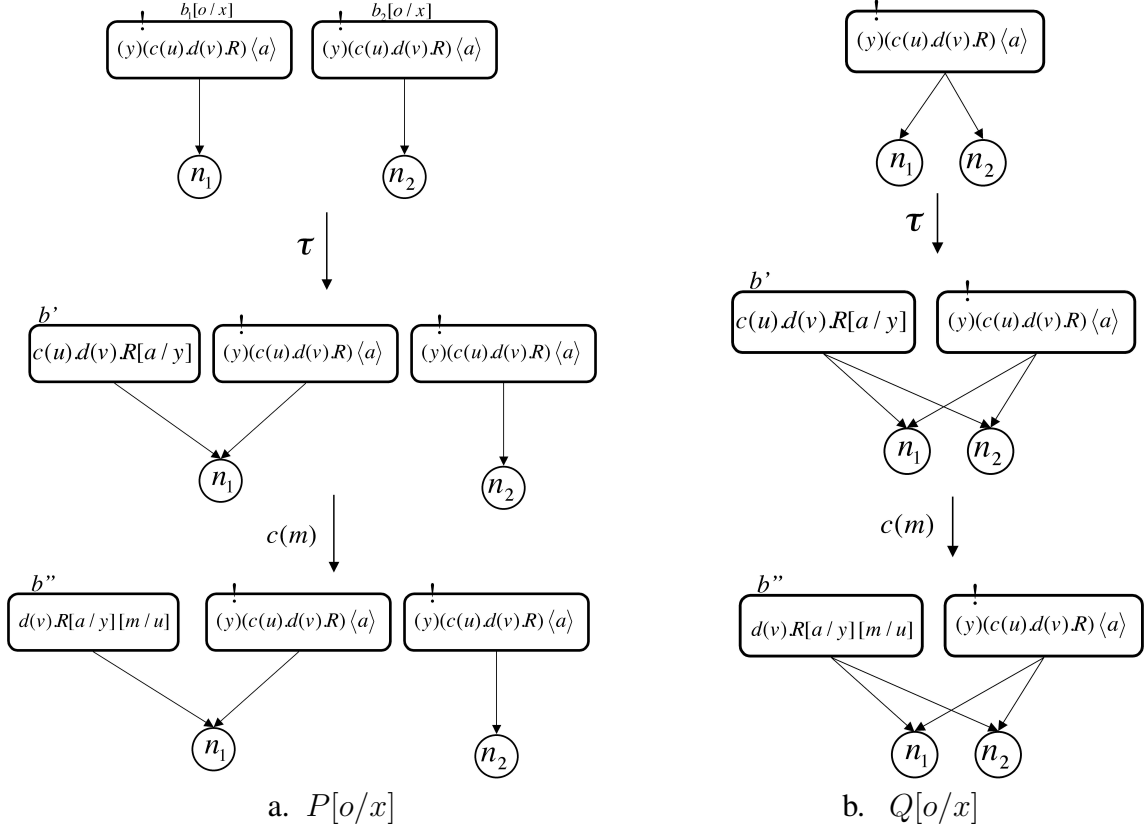 b₁[o/x] b₂[o/x]
! !
(y)(c(u).d(v).R)⟨a⟩ (y)(c(u).d(v).R)⟨a⟩
n₁ n₂
τ
b'
! !
c(u).d(v).R[a/y] (y)(c(u).d(v).R)⟨a⟩ (y)(c(u).d(v).R)⟨a⟩
n₁ n₂
c(m)
b''
! !
d(v).R[a/y][m/u] (y)(c(u).d(v).R)⟨a⟩ (y)(c(u).d(v).R)⟨a⟩
n₁ n₂
a. P[o/x]
!
(y)(c(u).d(v).R)⟨a⟩
n₁ n₂
τ
b'
!
c(u).d(v).R[a/y] (y)(c(u).d(v).R)⟨a⟩
n₁ n₂
c(m)
b''
!
d(v).R[a/y][m/u] (y)(c(u).d(v).R)⟨a⟩
n₁ n₂
b. Q[o/x]